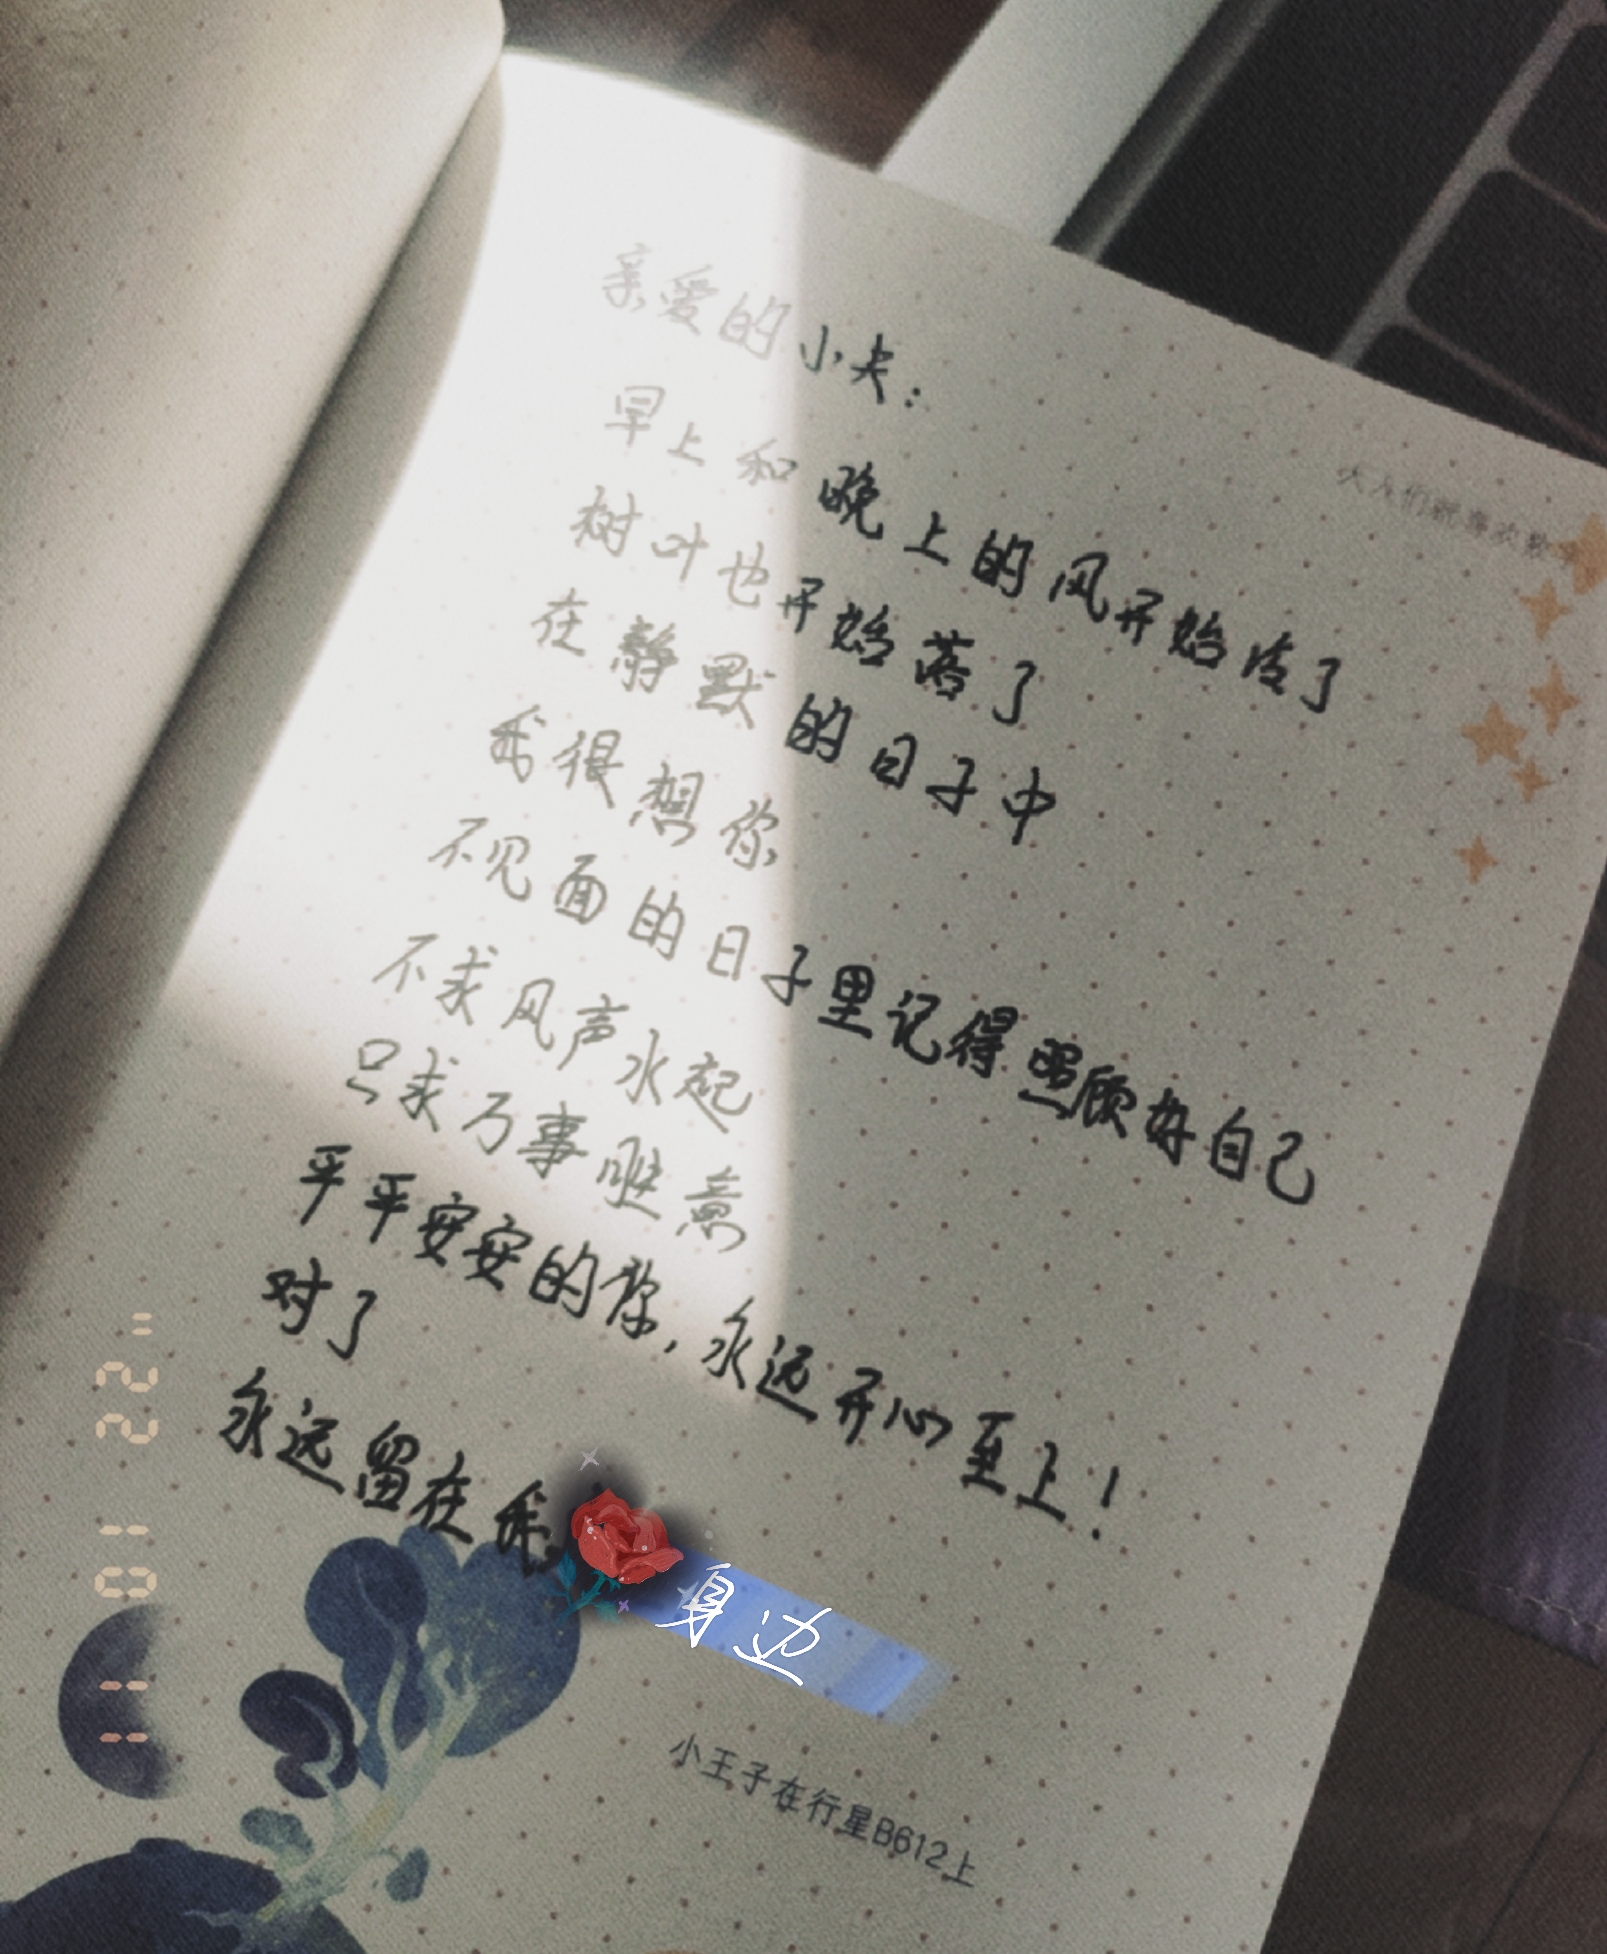 亲爱的小夫：
早上和晚上的风开始冷了
树叶也开始落了
在静默的日子中
我很想你
不见面的日子里记得照顾好自己
不求风声水起
只求万事胜意
平平安安的你，永远开心至上！
对了
永远留在我身边
大人们就喜欢数
小王子在行星B612上
11 10 22 "